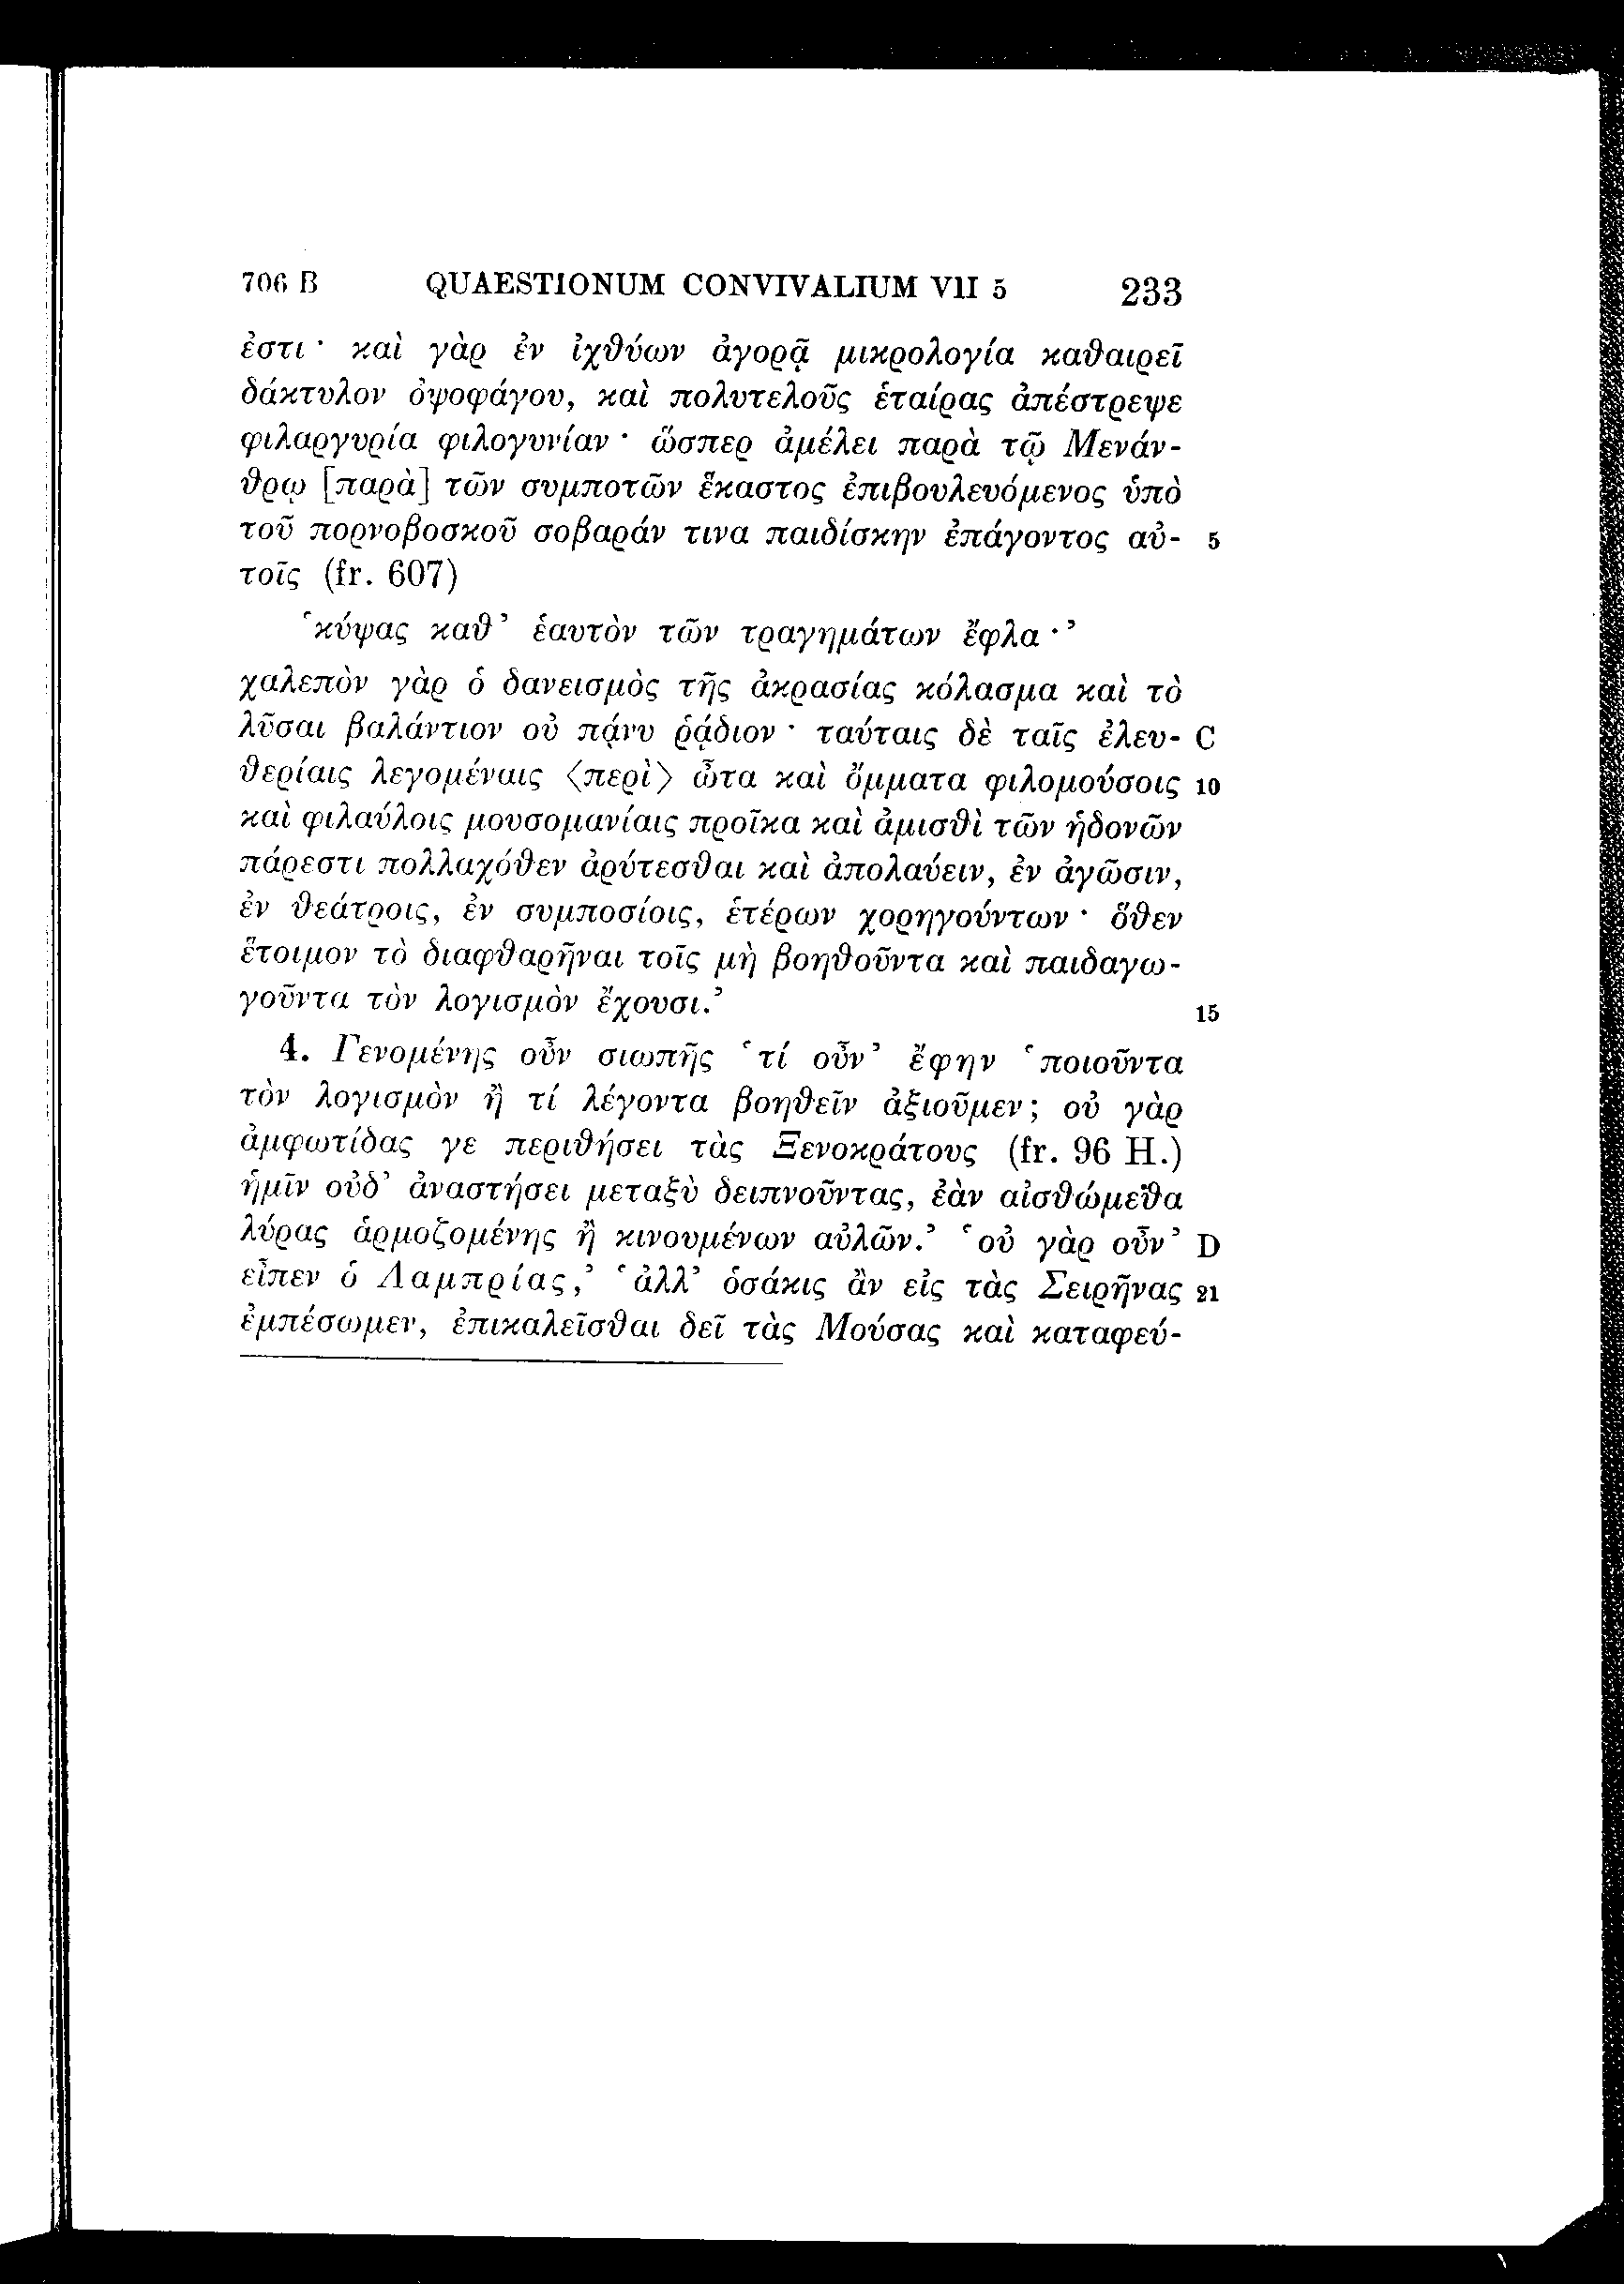 706 B QUAESTIONUM CONVIVALIUM VII 5 233
ἐστι· καὶ γὰρ ἐν ἰχθύων ἀγορᾷ μικρολογία καθαιρεῖ
δάκτυλον ὀψοφάγου, καὶ πολυτελοῦς ἑταίρας ἀπέστρεψε
φιλαργυρία φιλογυνίαν· ὥσπερ ἀμέλει παρὰ τῷ Μενάν-
θρῳ [παρὰ] τῶν συμποτῶν ἕκαστος ἐπιβουλευόμενος ὑπὸ
τοῦ πορνοβοσκοῦ σοβαράν τινα παιδίσκην ἐπάγοντος αὐ- 5
τοῖς (fr. 607)
‘κύψας καθ’ ἑαυτὸν τῶν τραγημάτων ἔφλα·’
χαλεπὸν γὰρ ὁ δανεισμὸς τῆς ἀκρασίας κόλασμα καὶ τὸ
λῦσαι βαλάντιον οὐ πάνυ ῥᾴδιον· ταύταις δὲ ταῖς ἐλευ- C
θερίαις λεγομέναις ⟨περὶ⟩ ὦτα καὶ ὄμματα φιλομούσοις 10
καὶ φιλαύλοις μουσομανίαις προῖκα καὶ ἀμισθὶ τῶν ἡδονῶν
πάρεστι πολλαχόθεν ἀρύτεσθαι καὶ ἀπολαύειν, ἐν ἀγῶσιν,
ἐν θεάτροις, ἐν συμποσίοις, ἑτέρων χορηγούντων· ὅθεν
ἕτοιμον τὸ διαφθαρῆναι τοῖς μὴ βοηθοῦντα καὶ παιδαγω-
γοῦντα τὸν λογισμὸν ἔχουσι.’ 15
4. Γενομένης οὖν σιωπῆς ‘τί οὖν’ ἔφην ‘ποιοῦντα
τὸν λογισμὸν ἢ τί λέγοντα βοηθεῖν ἀξιοῦμεν; οὐ γὰρ
ἀμφωτίδας γε περιθήσει τὰς Ξενοκράτους (fr. 96 H.)
ἡμῖν οὐδ’ ἀναστήσει μεταξὺ δειπνοῦντας, ἐὰν αἰσθώμεθα
λύρας ἁρμοζομένης ἢ κινουμένων αὐλῶν.’ ‘οὐ γὰρ οὖν’ D
εἶπεν ὁ Λαμπρίας,’ ‘ἀλλ’ ὁσάκις ἂν εἰς τὰς Σειρῆνας 21
ἐμπέσωμεν, ἐπικαλεῖσθαι δεῖ τὰς Μούσας καὶ καταφεύ-